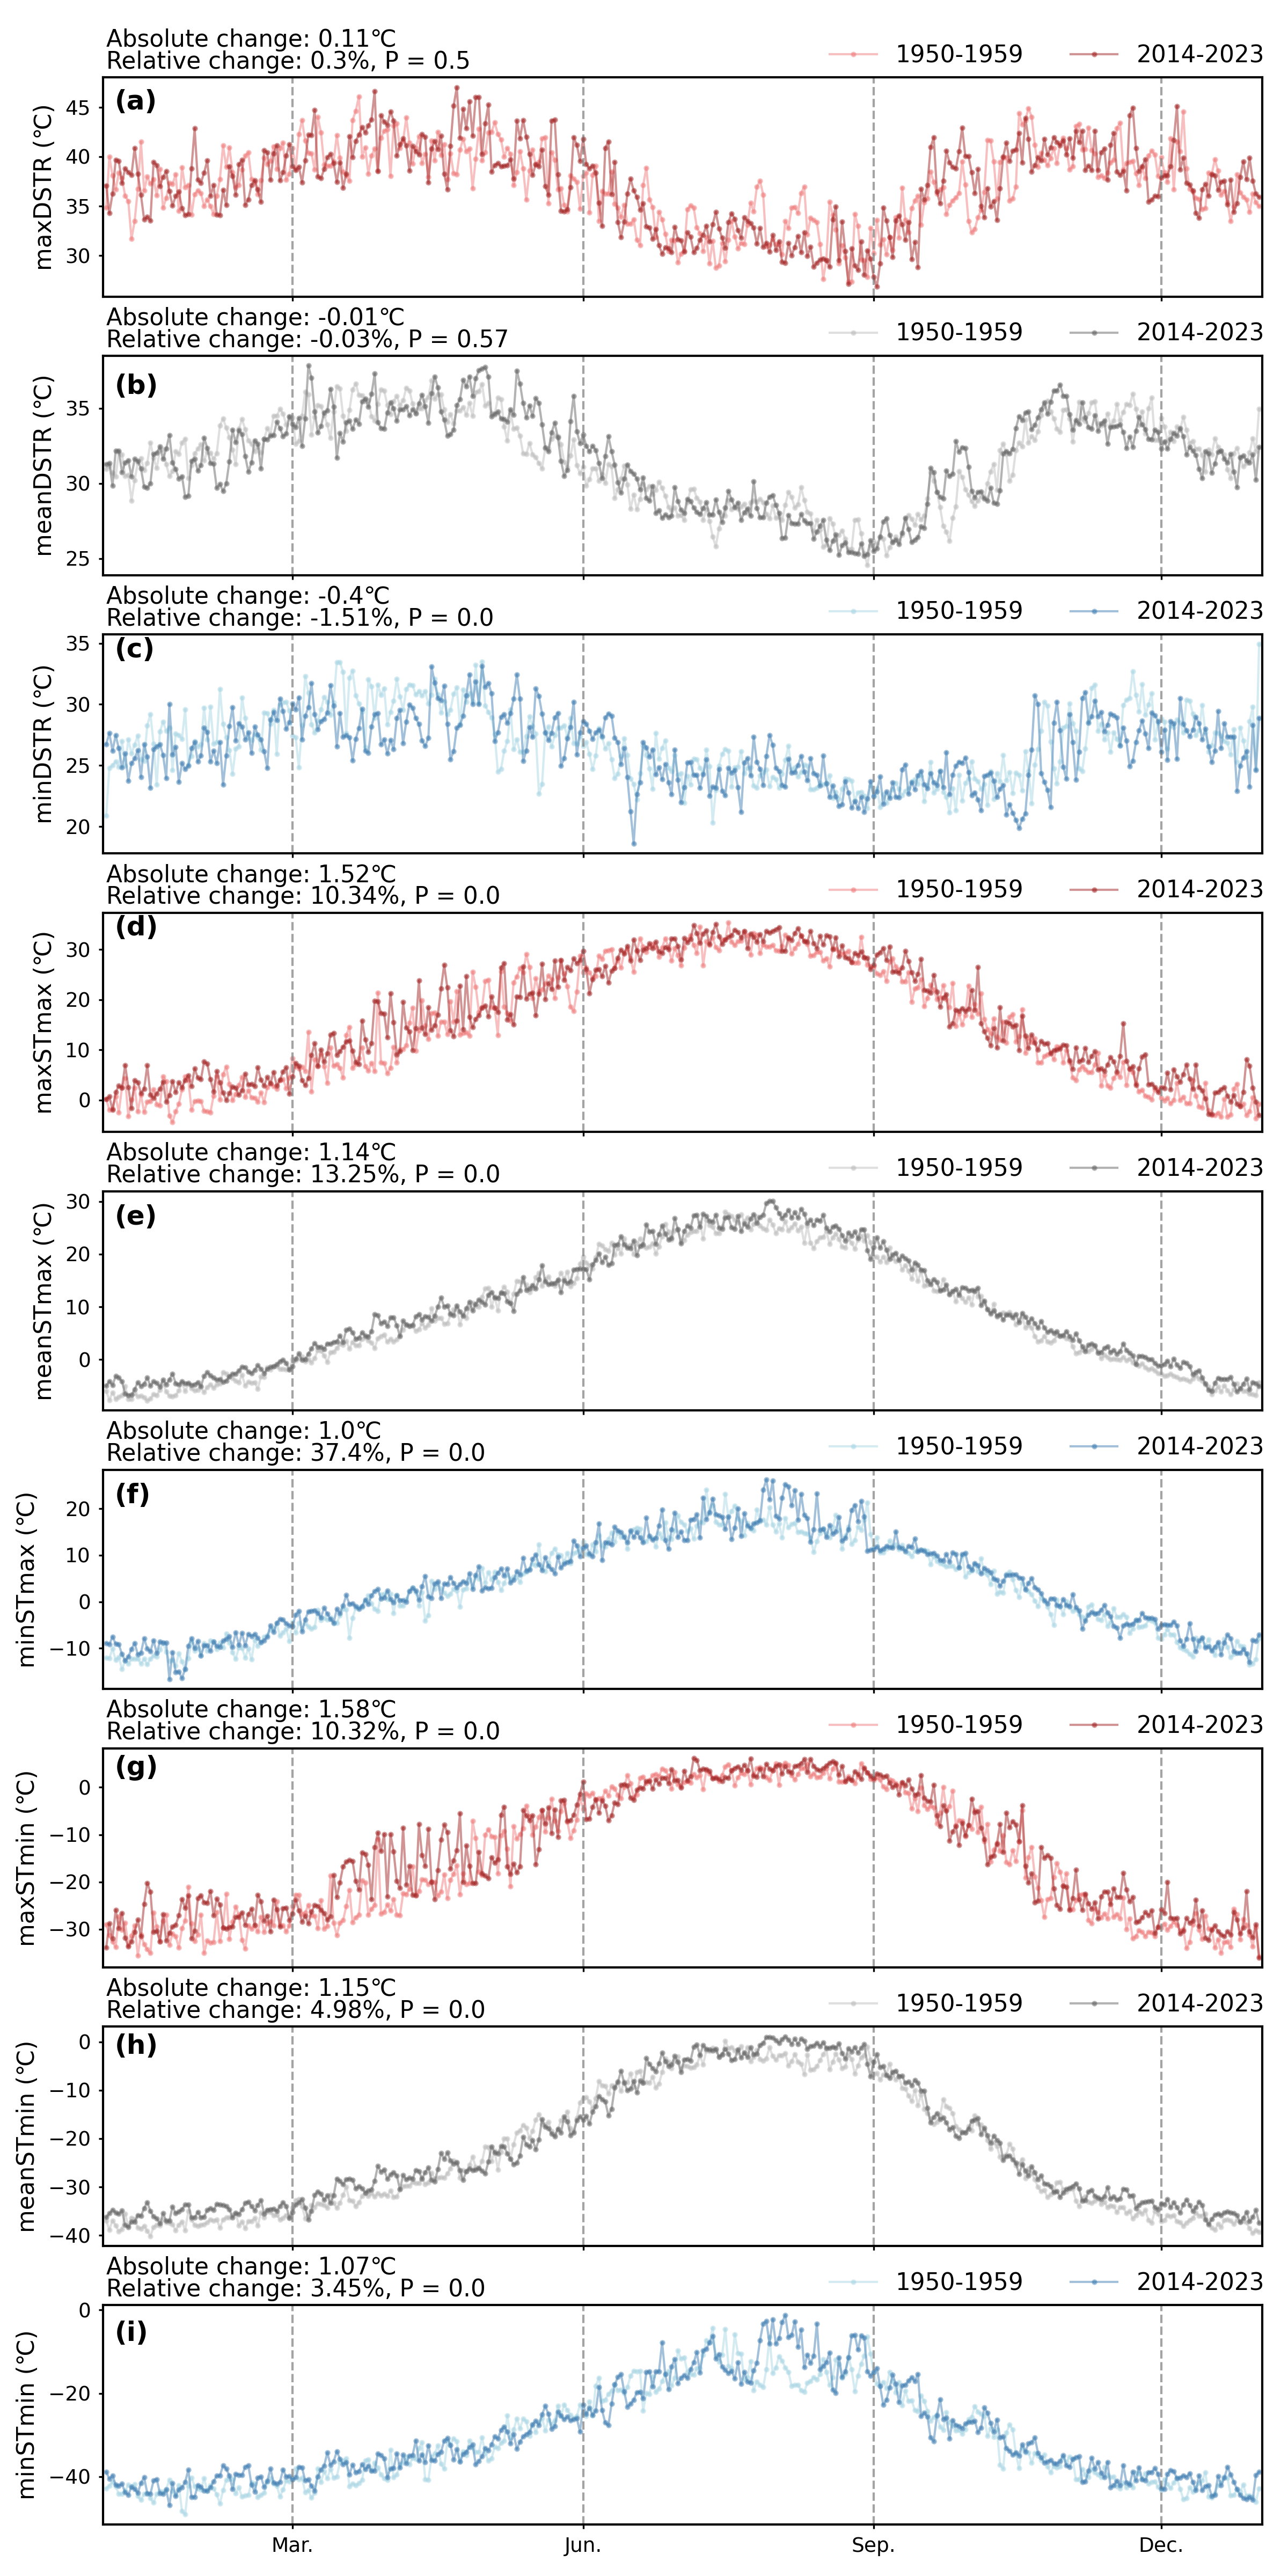 Absolute change: 0.11℃
Relative change: 0.3%, P = 0.5
1950-1959 2014-2023
(a)
maxDSTR (℃)
45
40
35
30
Absolute change: -0.01℃
Relative change: -0.03%, P = 0.57
1950-1959 2014-2023
(b)
meanDSTR (℃)
35
30
25
Absolute change: -0.4℃
Relative change: -1.51%, P = 0.0
1950-1959 2014-2023
(c)
minDSTR (℃)
35
30
25
20
Absolute change: 1.52℃
Relative change: 10.34%, P = 0.0
1950-1959 2014-2023
(d)
maxSTmax (℃)
30
20
10
0
Absolute change: 1.14℃
Relative change: 13.25%, P = 0.0
1950-1959 2014-2023
(e)
meanSTmax (℃)
30
20
10
0
Absolute change: 1.0℃
Relative change: 37.4%, P = 0.0
1950-1959 2014-2023
(f)
minSTmax (℃)
20
10
0
−10
Absolute change: 1.58℃
Relative change: 10.32%, P = 0.0
1950-1959 2014-2023
(g)
maxSTmin (℃)
0
−10
−20
−30
Absolute change: 1.15℃
Relative change: 4.98%, P = 0.0
1950-1959 2014-2023
(h)
meanSTmin (℃)
0
−10
−20
−30
−40
Absolute change: 1.07℃
Relative change: 3.45%, P = 0.0
1950-1959 2014-2023
(i)
minSTmin (℃)
0
−20
−40
Mar. Jun. Sep. Dec.